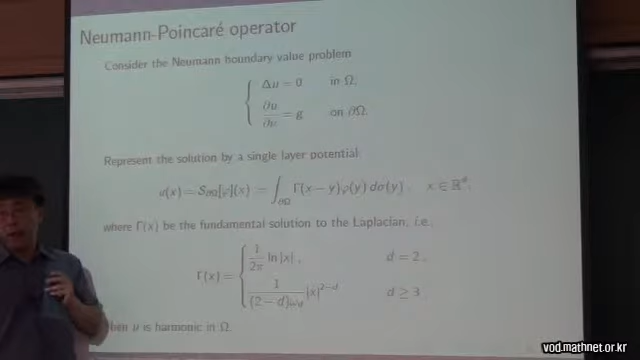 Neumann-Poincaré operator
Consider the Neumann boundary value problem
Δu = 0 in Ω,
∂u/∂ν = g on ∂Ω.
Represent the solution by a single layer potential:
u(x) = S_∂Ω[φ](x) := ∫_∂Ω Γ(x − y)φ(y) dσ(y), x ∈ ℝ^d,
where Γ(x) be the fundamental solution to the Laplacian, i.e.
Γ(x) = { 1/2π ln |x|, d = 2,
1/((2 − d)ω_d) |x|^{2−d}, d ≥ 3
u is harmonic in Ω.
vod.mathnet.or.kr